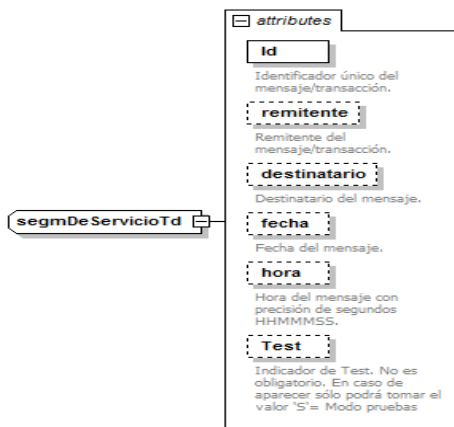 attributes
Id
Identificador único del
mensaje/transacción.
remitente
Remitente del
mensaje/transacción.
destinatario
Destinatario del mensaje.
segmDeServicioTd
fecha
Fecha del mensaje.
hora
Hora del mensaje con
precisión de segundos
HHMMMSS.
Test
Indicador de Test. No es
obligatorio. En caso de
aparecer sólo podrá tomar el
valor 'S'= Modo pruebas